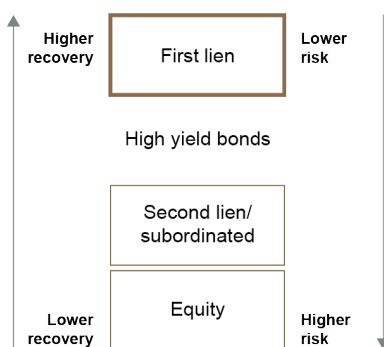 Higher
recovery
First lien
Lower
risk
High yield bonds
Second lien/
subordinated
Equity
Lower
recovery
Higher
risk